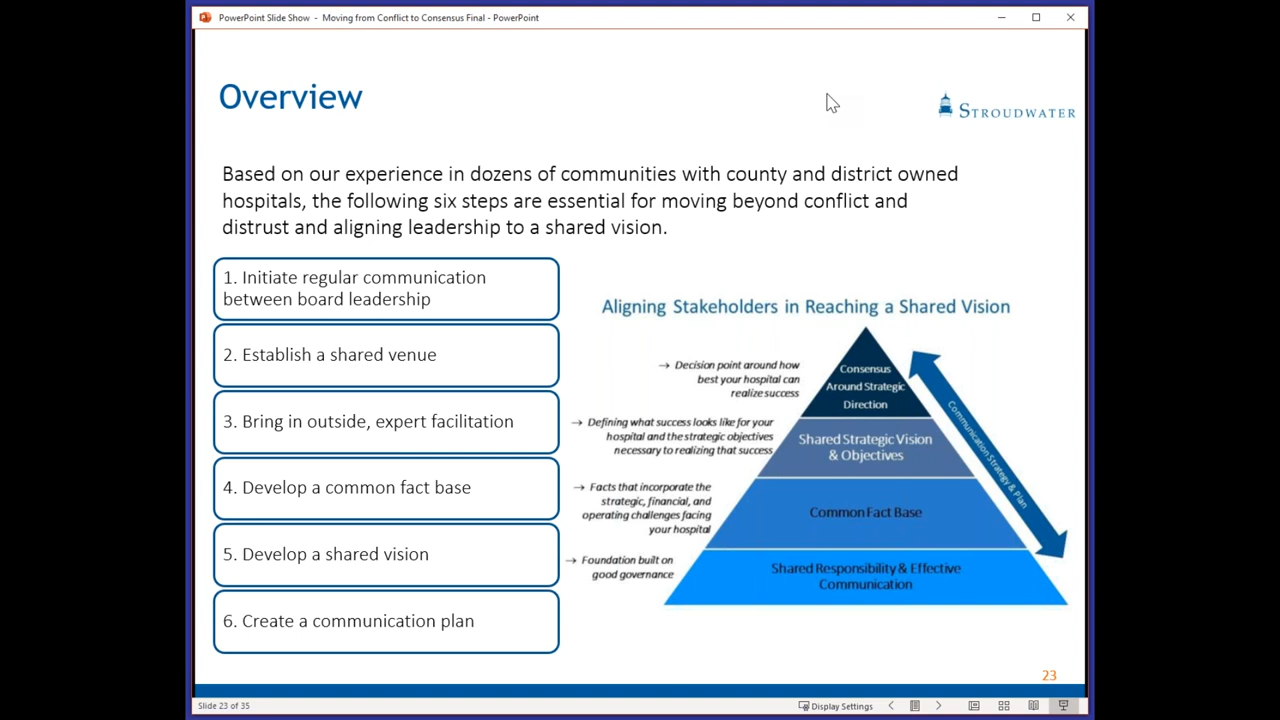 PowerPoint Slide Show - Moving from Conflict to Consensus Final - PowerPoint
Overview
STROUDWATER
Based on our experience in dozens of communities with county and district owned
hospitals, the following six steps are essential for moving beyond conflict and
distrust and aligning leadership to a shared vision.
1. Initiate regular communication
between board leadership
2. Establish a shared venue
3. Bring in outside, expert facilitation
4. Develop a common fact base
5. Develop a shared vision
6. Create a communication plan
Aligning Stakeholders in Reaching a Shared Vision
→ Decision point around how
best your hospital can
realize success
Consensus
Around Strategic
Direction
→ Defining what success looks like for your
hospital and the strategic objectives
necessary to realizing that success
Shared Strategic Vision
& Objectives
→ Facts that incorporate the
strategic, financial, and
operating challenges facing
your hospital
Common Fact Base
→ Foundation built on
good governance
Shared Responsibility & Effective
Communication
Communication Strategy & Plan
23
Slide 23 of 35
Display Settings